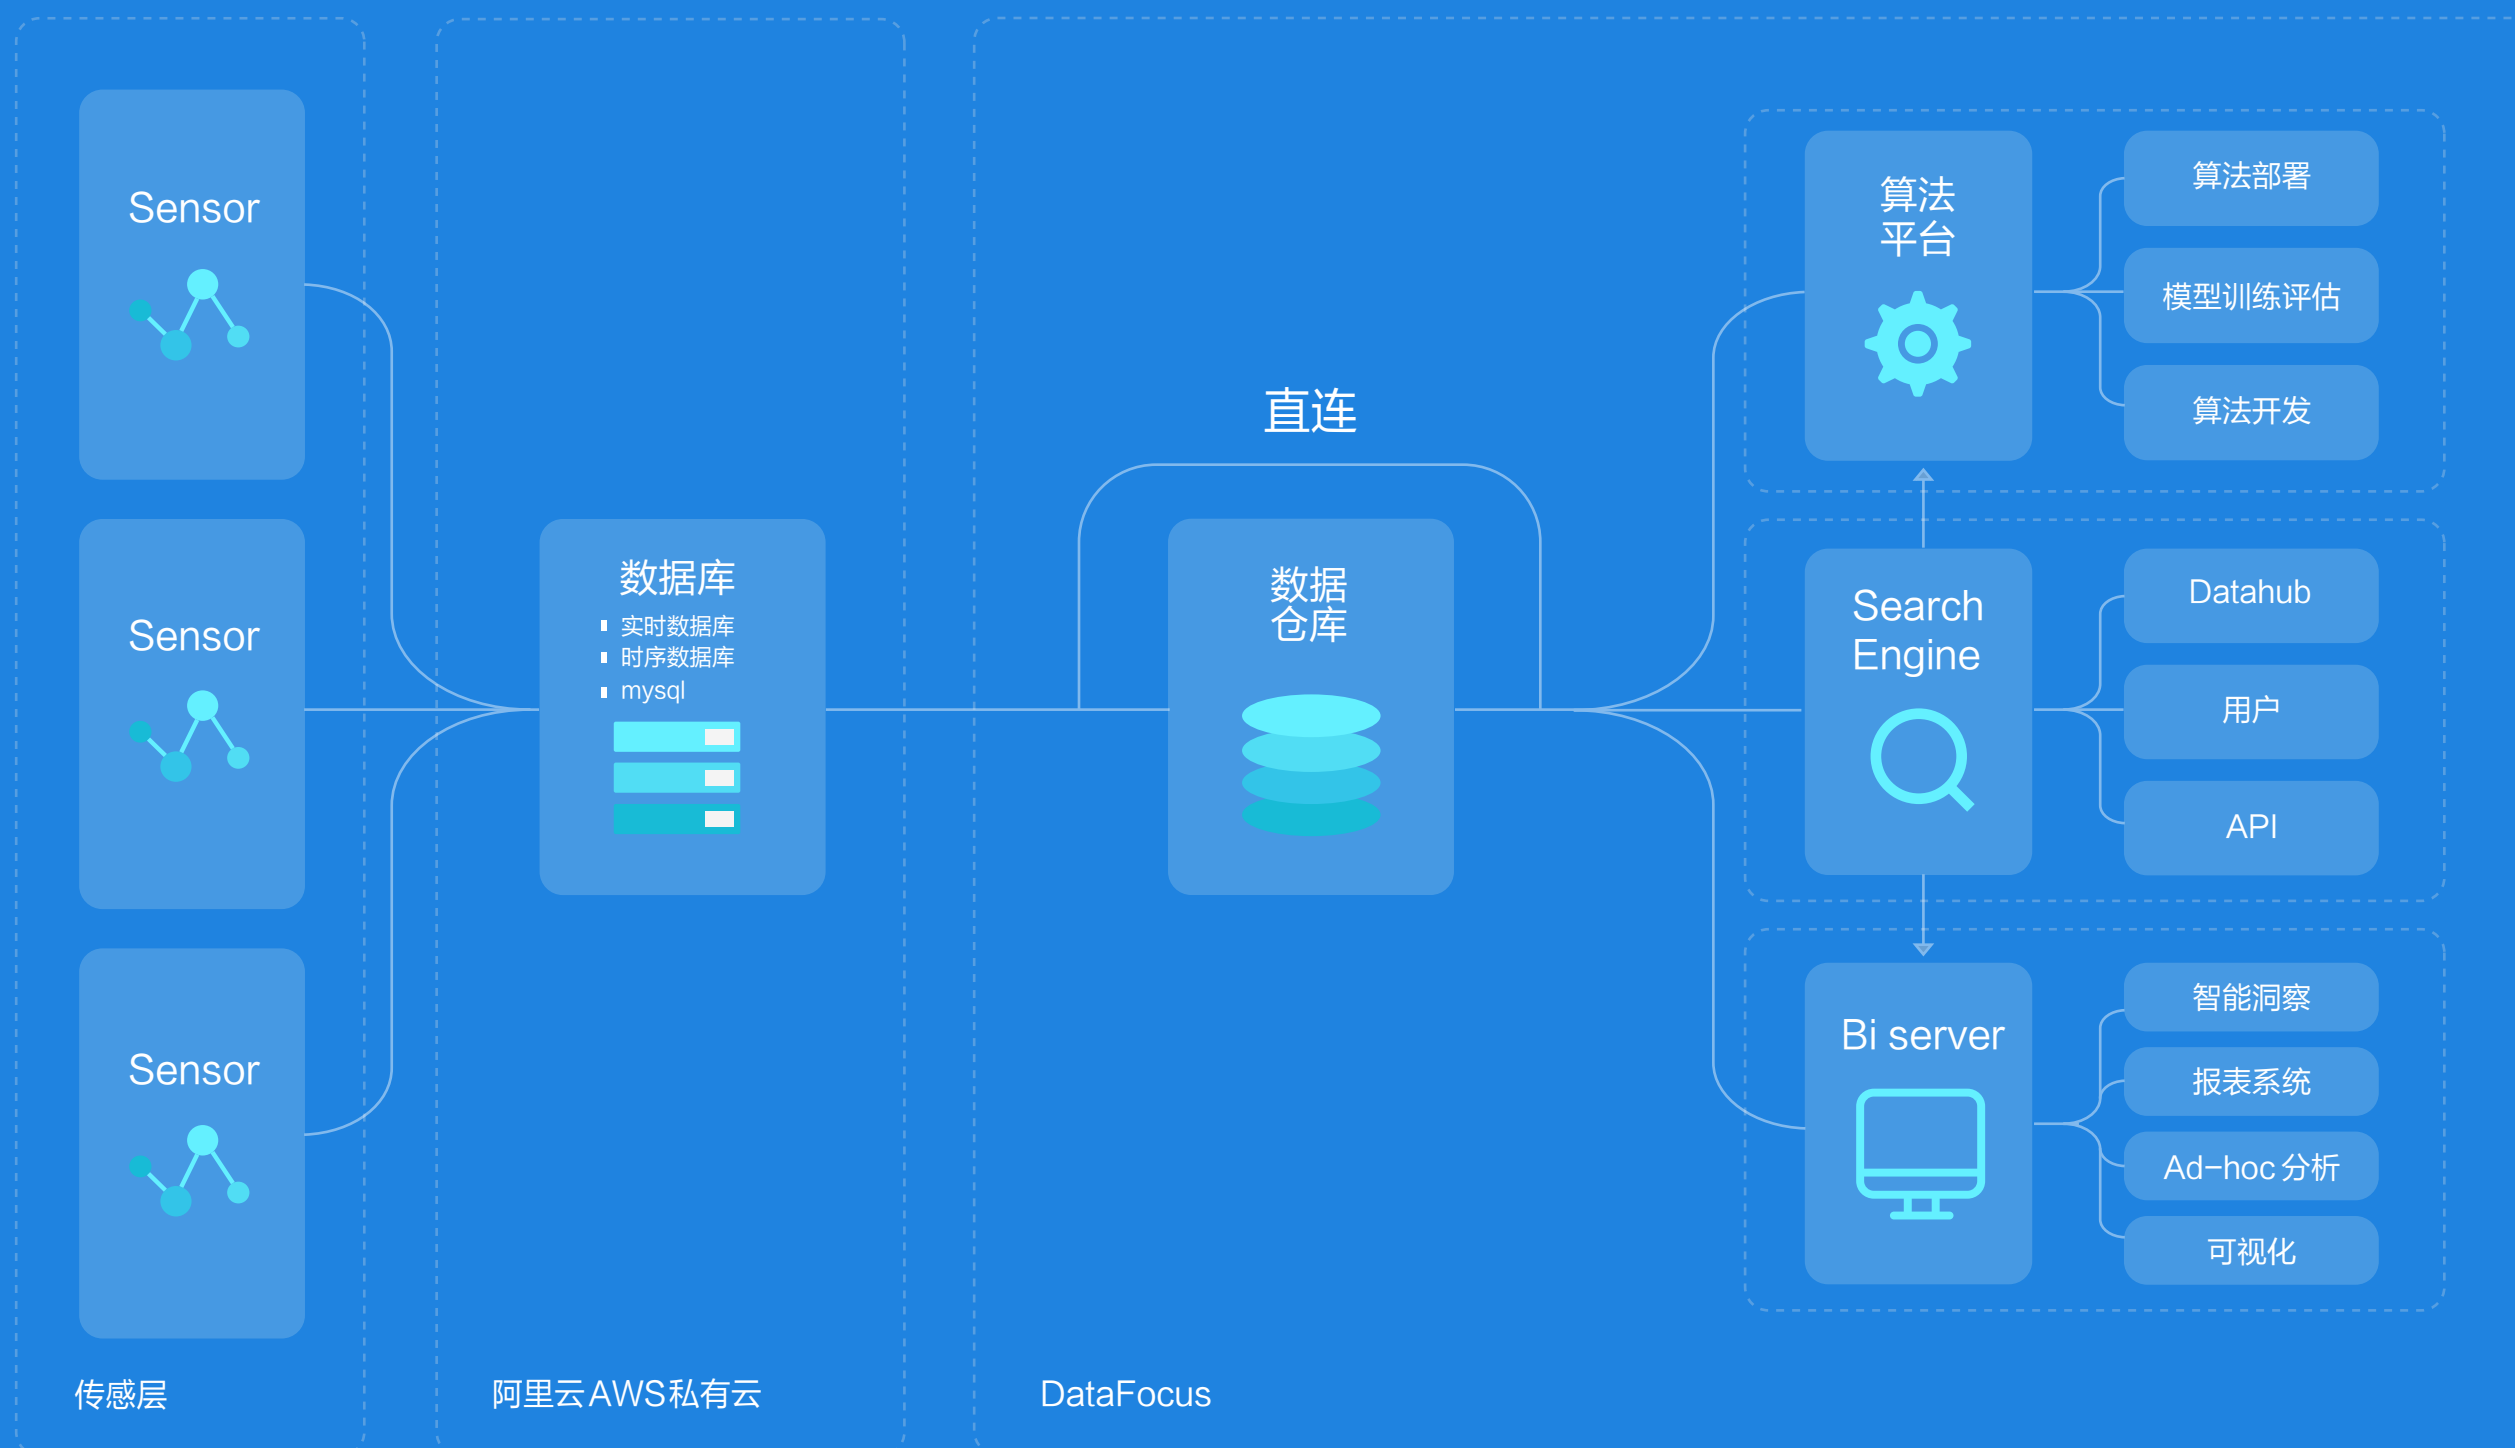 Sensor
Sensor
Sensor
传感层
数据库
实时数据库
时序数据库
mysql
阿里云AWS私有云
直连
数据
仓库
DataFocus
算法
平台
算法部署
模型训练评估
算法开发
Search
Engine
Datahub
用户
API
Bi server
智能洞察
报表系统
Ad-hoc 分析
可视化